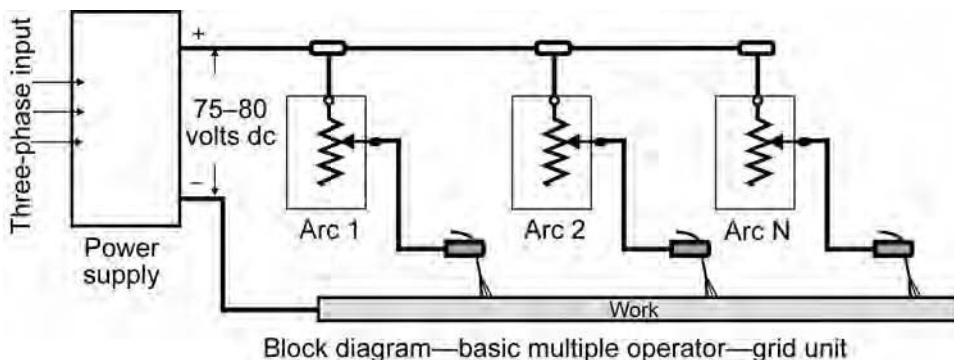 Three-phase input
+
75–80
volts dc
–
Power
supply
Arc 1
Arc 2
Arc N
Work
Block diagram—basic multiple operator—grid unit